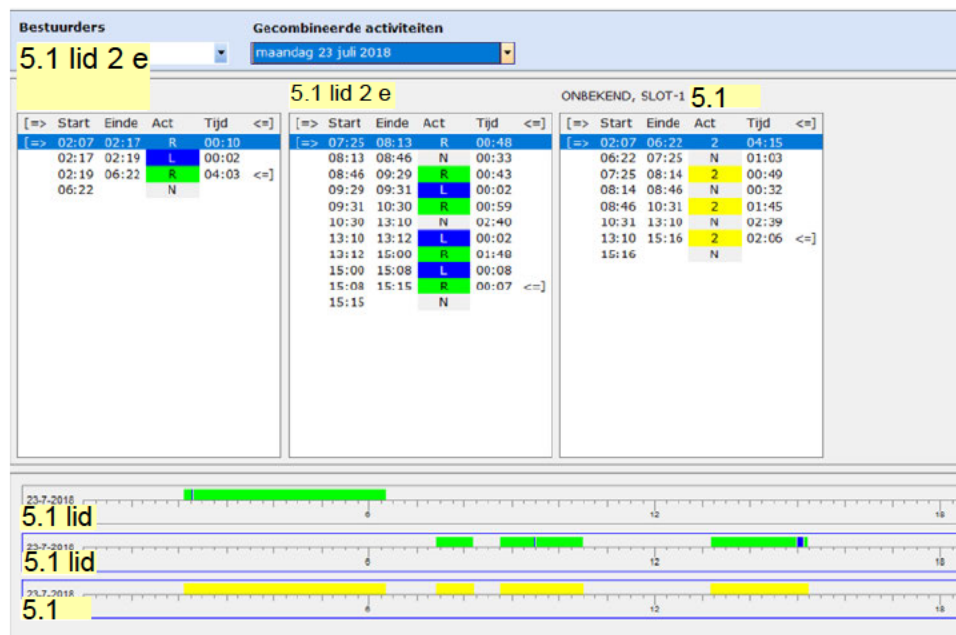 Bestuurders Gecombineerde activiteiten
5.1 lid 2 e maandag 23 juli 2018
5.1 lid 2 e ONBEKEND, SLOT-1 5.1
[=> Start Einde Act Tijd <=] [=> Start Einde Act Tijd <=] [=> Start Einde Act Tijd <=]
[=> 02:07 02:17 R 00:10 [=> 07:25 08:13 R 00:48 [=> 02:07 06:22 2 04:15
02:17 02:19 L 00:02 08:13 08:46 N 00:33 06:22 07:25 N 01:03
02:19 06:22 R 04:03 <=] 08:46 09:29 R 00:43 07:25 08:14 2 00:49
06:22 N 09:29 09:31 L 00:02 08:14 08:46 N 00:32
09:31 10:30 R 00:59 08:46 10:31 2 01:45
10:30 13:10 N 02:40 10:31 13:10 N 02:39
13:10 13:12 L 00:02 13:10 15:16 2 02:06 <=]
13:12 15:00 R 01:48 15:16 N
15:00 15:08 L 00:08
15:08 15:15 R 00:07 <=]
15:15 N
23-7-2018
5.1 lid 6 12 18
23-7-2018
5.1 lid 6 12 18
23-7-2018
5.1 6 12 18